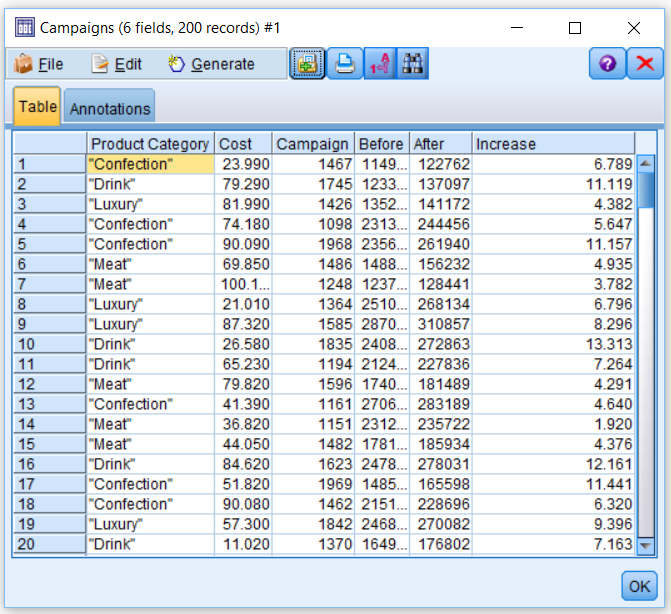 Campaigns (6 fields, 200 records) #1
File Edit Generate
Table Annotations
Product Category Cost Campaign Before After Increase
1 "Confection" 23.990 1467 1149... 122762 6.789
2 "Drink" 79.290 1745 1233... 137097 11.119
3 "Luxury" 81.990 1426 1352... 141172 4.382
4 "Confection" 74.180 1098 2313... 244456 5.647
5 "Confection" 90.090 1968 2356... 261940 11.157
6 "Meat" 69.850 1486 1488... 156232 4.935
7 "Meat" 100.1... 1248 1237... 128441 3.782
8 "Luxury" 21.010 1364 2510... 268134 6.796
9 "Luxury" 87.320 1585 2870... 310857 8.296
10 "Drink" 26.580 1835 2408... 272863 13.313
11 "Drink" 65.230 1194 2124... 227836 7.264
12 "Meat" 79.820 1596 1740... 181489 4.291
13 "Confection" 41.390 1161 2706... 283189 4.640
14 "Meat" 36.820 1151 2312... 235722 1.920
15 "Meat" 44.050 1482 1781... 185934 4.376
16 "Drink" 84.620 1623 2478... 278031 12.161
17 "Confection" 51.820 1969 1485... 165598 11.441
18 "Confection" 90.080 1462 2151... 228696 6.320
19 "Luxury" 57.300 1842 2468... 270082 9.396
20 "Drink" 11.020 1370 1649... 176802 7.163
OK